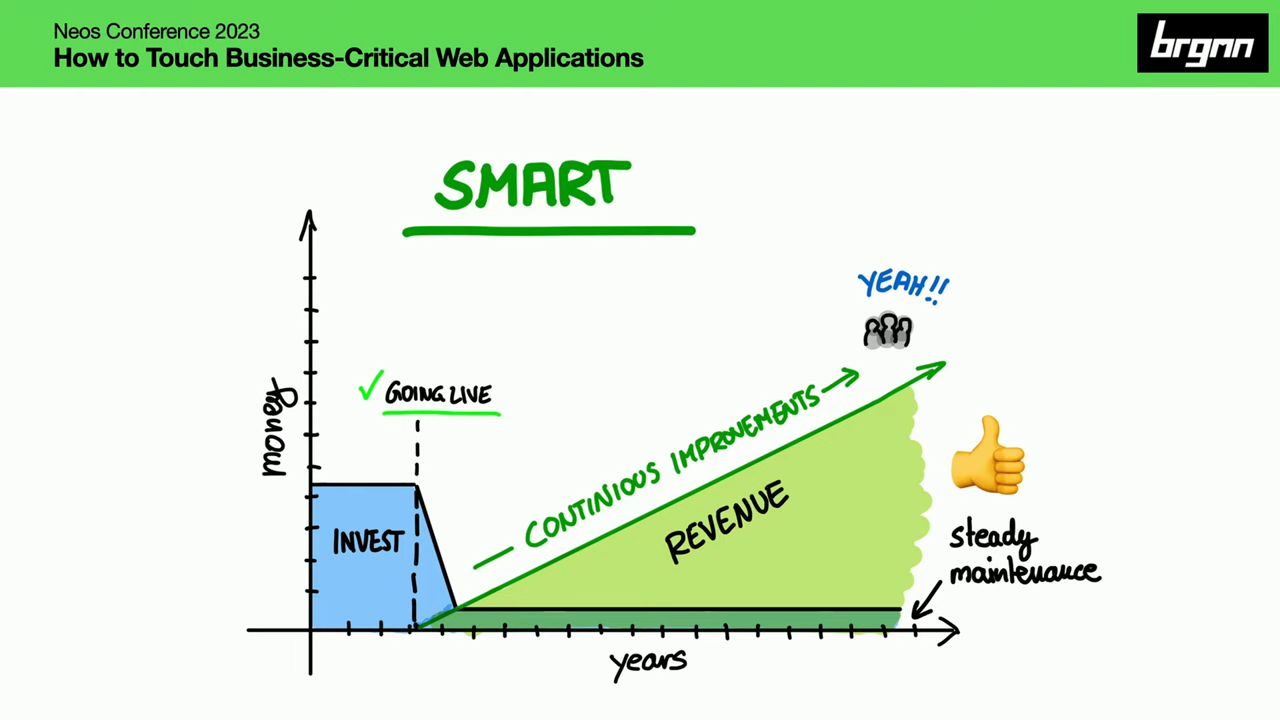 Neos Conference 2023
How to Touch Business-Critical Web Applications
brgnn
SMART
YEAH!!
GOING LIVE
money
CONTINIOUS IMPROVEMENTS
INVEST
REVENUE
steady
maintenance
years